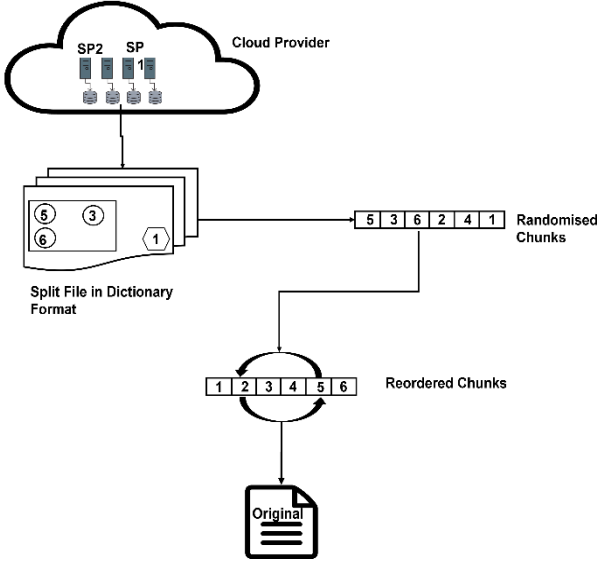 Cloud Provider
SP2 SP
1
5 3
6 1
5 3 6 2 4 1
Randomised
Chunks
Split File in Dictionary
Format
1 2 3 4 5 6
Reordered Chunks
Original